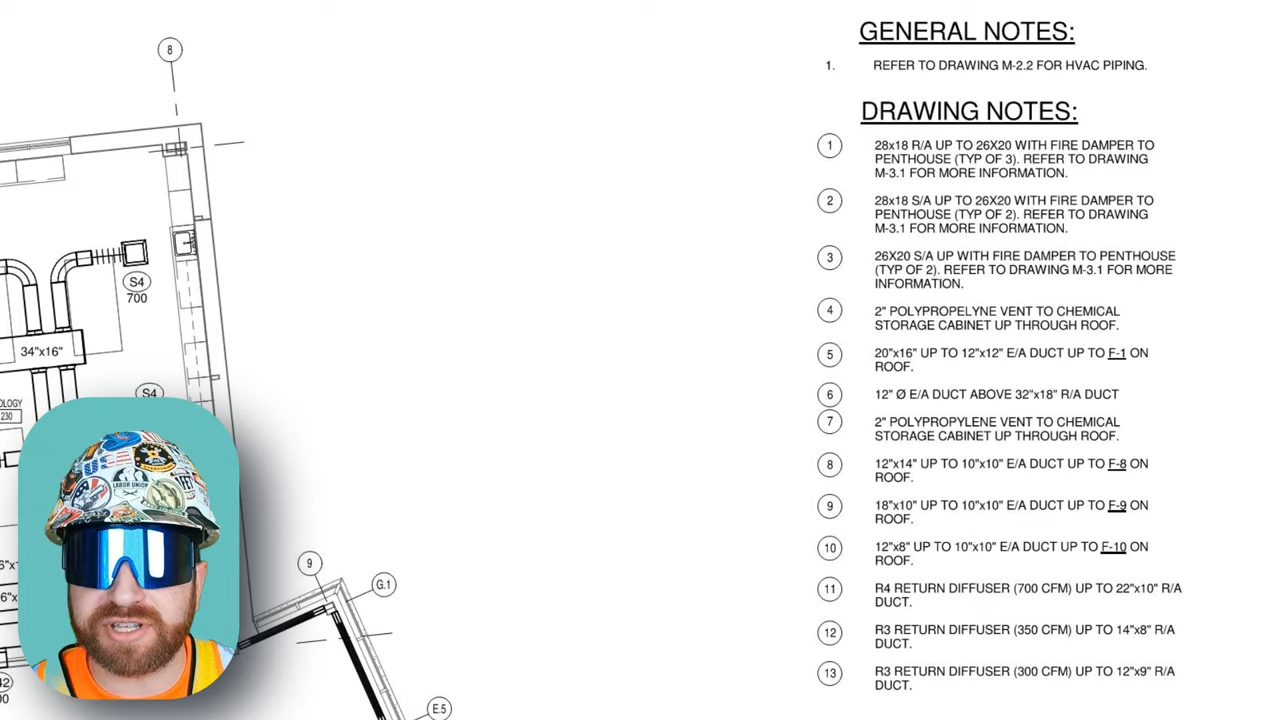 GENERAL NOTES:
1. REFER TO DRAWING M-2.2 FOR HVAC PIPING.
DRAWING NOTES:
1 28x18 R/A UP TO 26X20 WITH FIRE DAMPER TO
PENTHOUSE (TYP OF 3). REFER TO DRAWING
M-3.1 FOR MORE INFORMATION.
2 28x18 S/A UP TO 26X20 WITH FIRE DAMPER TO
PENTHOUSE (TYP OF 2). REFER TO DRAWING
M-3.1 FOR MORE INFORMATION.
3 26X20 S/A UP WITH FIRE DAMPER TO PENTHOUSE
(TYP OF 2). REFER TO DRAWING M-3.1 FOR MORE
INFORMATION.
4 2" POLYPROPELYNE VENT TO CHEMICAL
STORAGE CABINET UP THROUGH ROOF.
5 20"x16" UP TO 12"x12" E/A DUCT UP TO F-1 ON
ROOF.
6 12" Ø E/A DUCT ABOVE 32"x18" R/A DUCT
7 2" POLYPROPYLENE VENT TO CHEMICAL
STORAGE CABINET UP THROUGH ROOF.
8 12"x14" UP TO 10"x10" E/A DUCT UP TO F-8 ON
ROOF.
9 18"x10" UP TO 10"x10" E/A DUCT UP TO F-9 ON
ROOF.
10 12"x8" UP TO 10"x10" E/A DUCT UP TO F-10 ON
ROOF.
11 R4 RETURN DIFFUSER (700 CFM) UP TO 22"x10" R/A
DUCT.
12 R3 RETURN DIFFUSER (350 CFM) UP TO 14"x8" R/A
DUCT.
13 R3 RETURN DIFFUSER (300 CFM) UP TO 12"x9" R/A
DUCT.
8
S4
700
34"x16"
S4
OLOGY
230
9
G.1
E.5
LABOR UNION